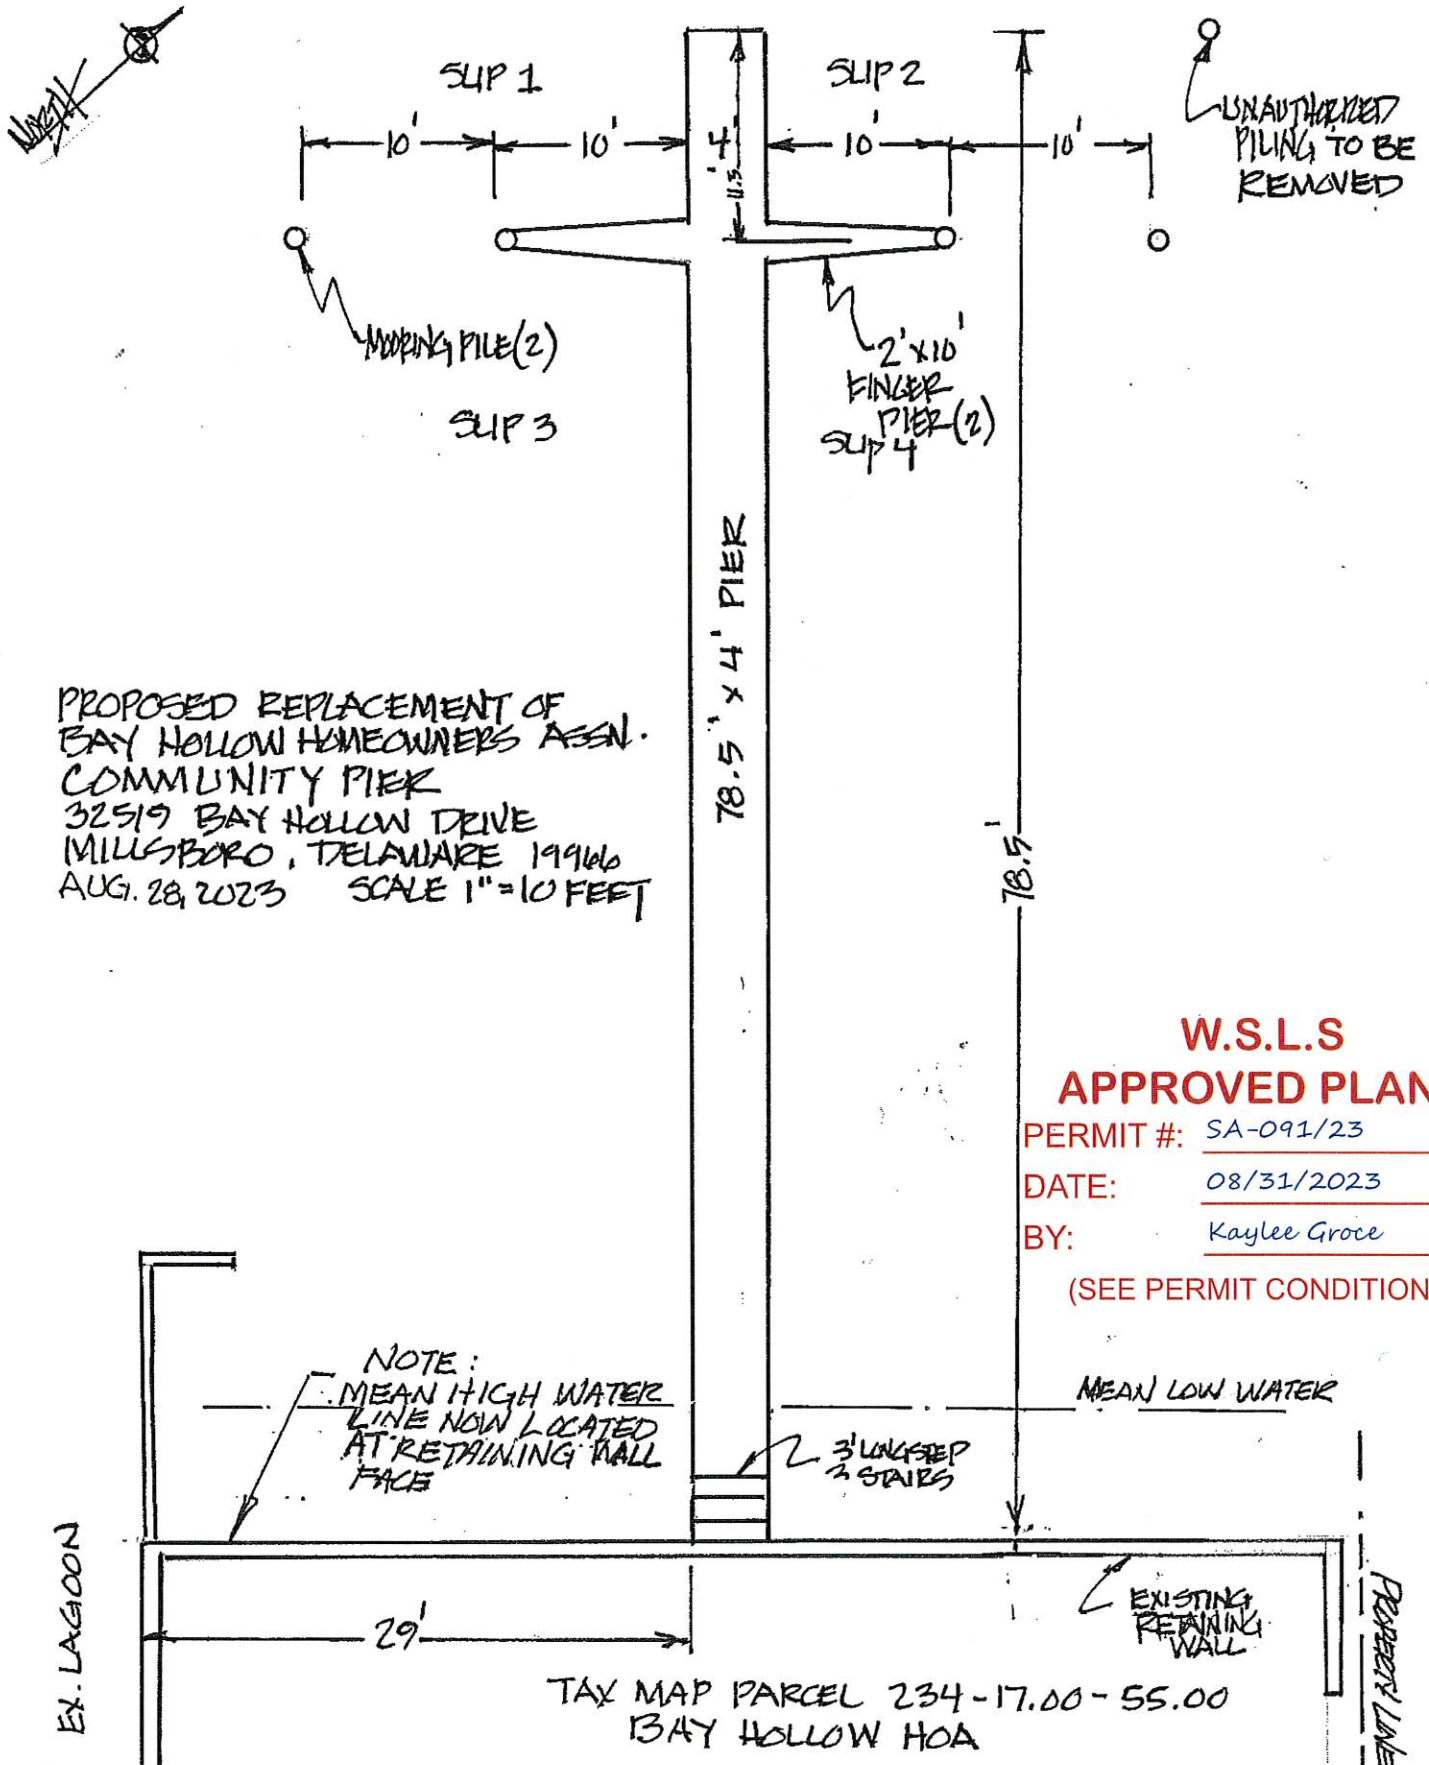 NORTH
SLIP 1
SLIP 2
UNAUTHORIZED
PILING TO BE
REMOVED
10'
10'
4'
10'
10'
11.5'
MOORING PILE (2)
2' x 10'
FINGER
PIER (2)
SLIP 3
SLIP 4
78.5' x 4' PIER
PROPOSED REPLACEMENT OF
BAY HOLLOW HOMEOWNERS ASSN.
COMMUNITY PIER
32519 BAY HOLLOW DRIVE
MILLSBORO, DELAWARE 19966
AUG. 28, 2023 SCALE 1" = 10 FEET
78.5'
W.S.L.S
APPROVED PLAN
PERMIT #: SA-091/23
DATE: 08/31/2023
BY: Kaylee Groce
(SEE PERMIT CONDITION
NOTE:
MEAN HIGH WATER
LINE NOW LOCATED
AT RETAINING WALL
FACE
MEAN LOW WATER
3' LONG STEP
STAIRS
EX. LAGOON
29'
EXISTING
RETAINING
WALL
PROPERTY LINE
TAX MAP PARCEL 234-17.00-55.00
BAY HOLLOW HOA